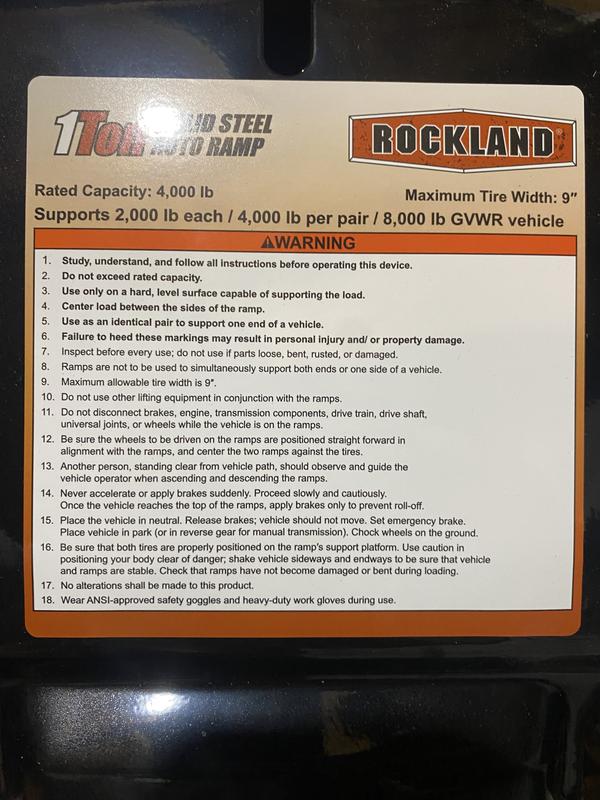 1Ton SOLID STEEL
AUTO RAMP
ROCKLAND
Rated Capacity: 4,000 lb
Maximum Tire Width: 9"
Supports 2,000 lb each / 4,000 lb per pair / 8,000 lb GVWR vehicle
⚠WARNING
1. Study, understand, and follow all instructions before operating this device.
2. Do not exceed rated capacity.
3. Use only on a hard, level surface capable of supporting the load.
4. Center load between the sides of the ramp.
5. Use as an identical pair to support one end of a vehicle.
6. Failure to heed these markings may result in personal injury and/ or property damage.
7. Inspect before every use; do not use if parts loose, bent, rusted, or damaged.
8. Ramps are not to be used to simultaneously support both ends or one side of a vehicle.
9. Maximum allowable tire width is 9".
10. Do not use other lifting equipment in conjunction with the ramps.
11. Do not disconnect brakes, engine, transmission components, drive train, drive shaft,
universal joints, or wheels while the vehicle is on the ramps.
12. Be sure the wheels to be driven on the ramps are positioned straight forward in
alignment with the ramps, and center the two ramps against the tires.
13. Another person, standing clear from vehicle path, should observe and guide the
vehicle operator when ascending and descending the ramps.
14. Never accelerate or apply brakes suddenly. Proceed slowly and cautiously.
Once the vehicle reaches the top of the ramps, apply brakes only to prevent roll-off.
15. Place the vehicle in neutral. Release brakes; vehicle should not move. Set emergency brake.
Place vehicle in park (or in reverse gear for manual transmission). Chock wheels on the ground.
16. Be sure that both tires are properly positioned on the ramp's support platform. Use caution in
positioning your body clear of danger; shake vehicle sideways and endways to be sure that vehicle
and ramps are stable. Check that ramps have not become damaged or bent during loading.
17. No alterations shall be made to this product.
18. Wear ANSI-approved safety goggles and heavy-duty work gloves during use.